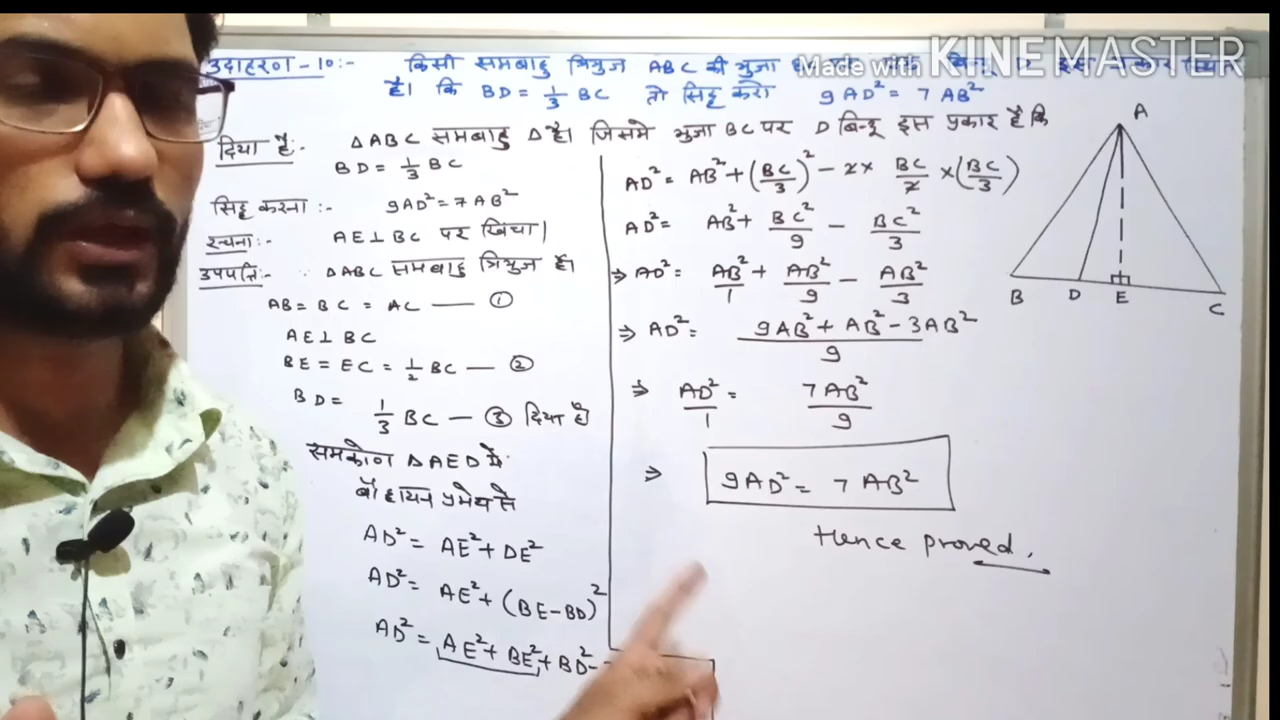 Made with KINEMASTER
उदाहरण - 10:- किसी समबाहु त्रिभुज ABC की भुजा
है। कि BD = 1/3 BC तो सिद्ध करो 9AD² = 7AB²
दिया है:- △ABC समबाहु △ है। जिसमे भुजा BC पर D बिन्दू इस प्रकार है कि
BD = 1/3 BC
सिद्ध करना :- 9AD² = 7AB²
रचना:- AE⊥BC पर खिंचा।
उपपति:- ∵ △ABC समबाहु त्रिभुज है।
AB = BC = AC — ①
AE⊥BC
BE = EC = 1/2 BC — ②
BD = 1/3 BC — ③ दिया है
समकोण △AED मे
बौधायन प्रमेय से
AD² = AE² + DE²
AD² = AE² + (BE-BD)²
AD² = AE² + BE² + BD² -
AD² = AB² + (BC/3)² - 2 × BC/2 × (BC/3)
AD² = AB² + BC²/9 - BC²/3
⇒ AD² = AB²/1 + AB²/9 - AB²/3
⇒ AD² = 9AB² + AB² - 3AB²/9
⇒ AD²/1 = 7AB²/9
⇒ 9AD² = 7AB²
Hence proved.
A
B D E C